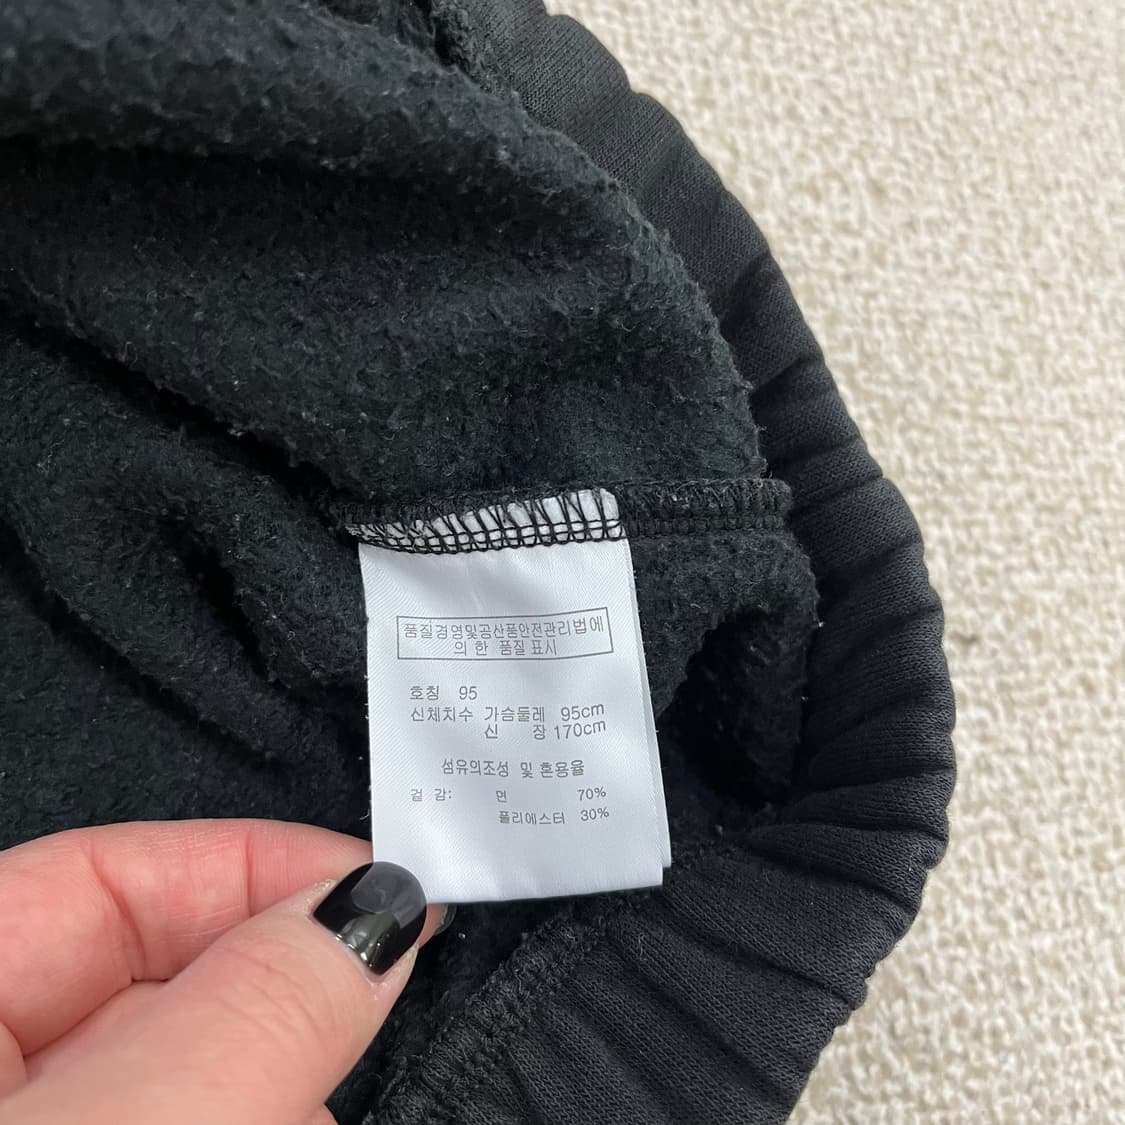 품질경영및공산품안전관리법에
의 한 품질 표시
호칭 95
신체치수 가슴둘레 95cm
신 장 170cm
섬유의조성 및 혼용율
겉 감: 면 70%
폴리에스터 30%